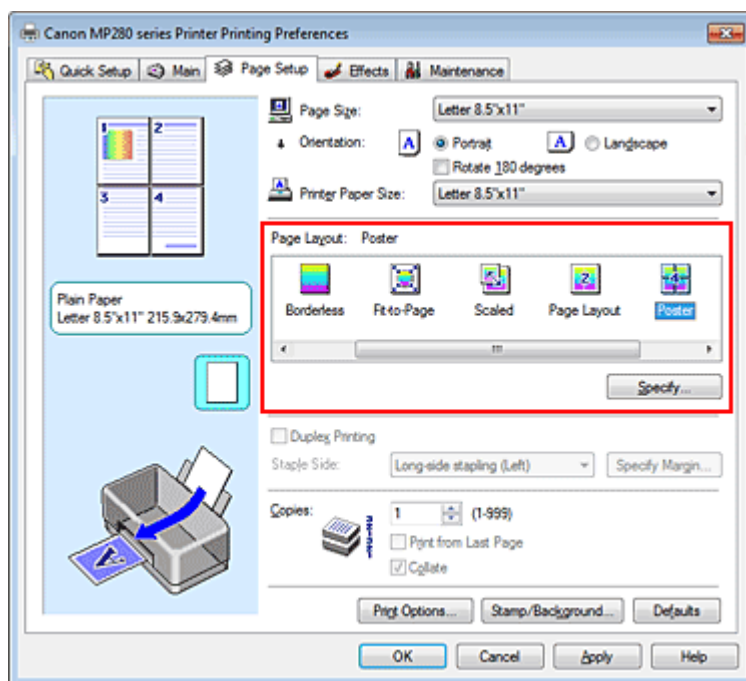 Canon MP280 series Printer Printing Preferences
Quick Setup Main Page Setup Effects Maintenance
1 2
3 4
Plain Paper
Letter 8.5"x11" 215.9x279.4mm
Page Size: Letter 8.5"x11"
Orientation: A Portrait A Landscape
Rotate 180 degrees
Printer Paper Size: Letter 8.5"x11"
Page Layout: Poster
Borderless Fit-to-Page Scaled Page Layout Poster
Specify...
Duplex Printing
Staple Side: Long-side stapling (Left) Specify Margin...
Copies: 1 (1-999)
Print from Last Page
Collate
Print Options... Stamp/Background... Defaults
OK Cancel Apply Help